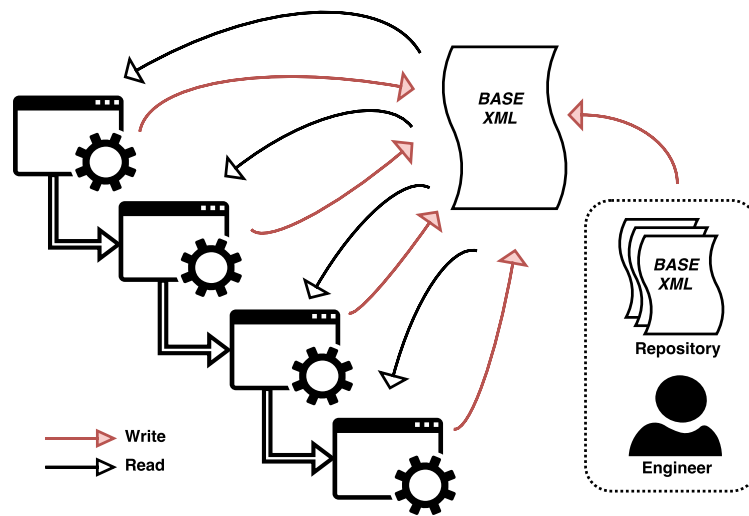 BASE
XML
BASE
XML
Repository
Engineer
Write
Read